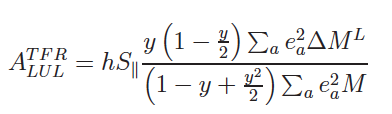 $A_{LUL}^{TFR} = hS_{\parallel} \frac{y\left(1-\frac{y}{2}\right)\sum_a e_a^2 \Delta M^L}{\left(1-y+\frac{y^2}{2}\right)\sum_a e_a^2 M}$